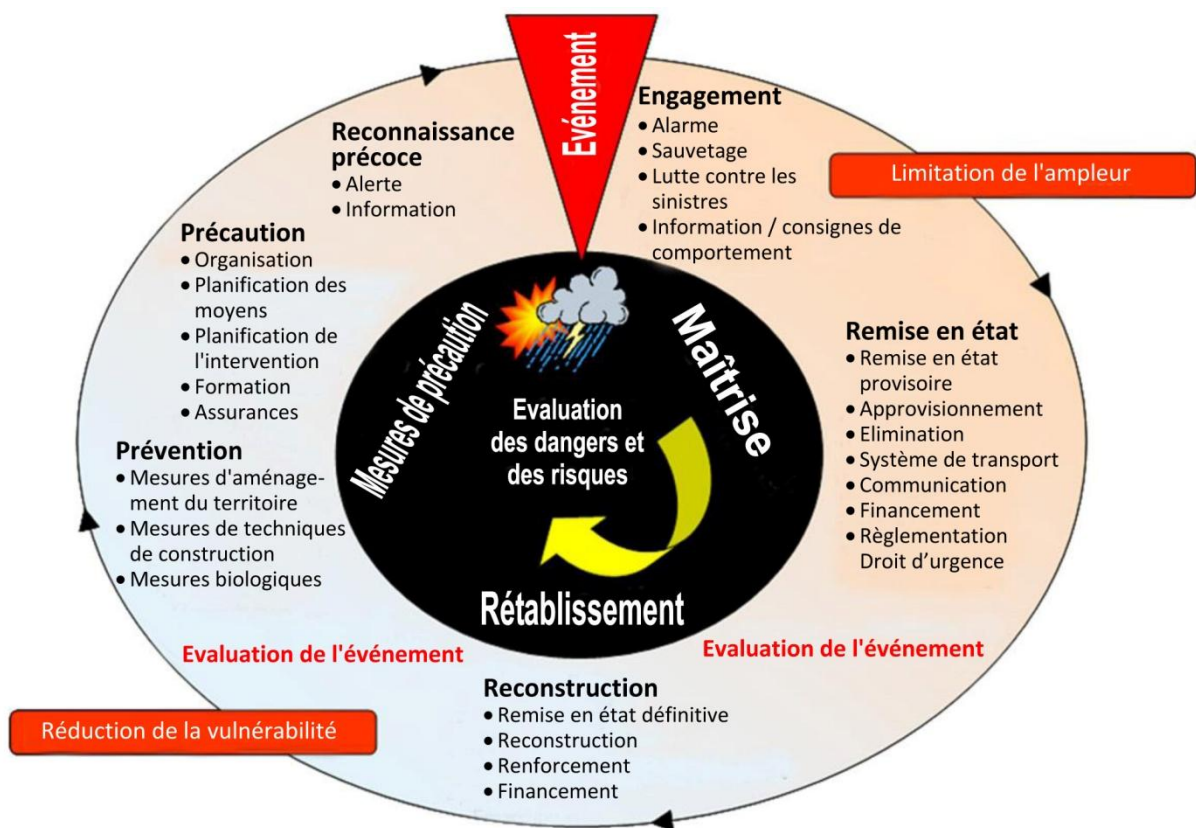 Evénement
Engagement
• Alarme
• Sauvetage
• Lutte contre les
sinistres
• Information / consignes de
comportement
Limitation de l'ampleur
Reconnaissance
précoce
• Alerte
• Information
Précaution
• Organisation
• Planification des
moyens
• Planification de
l'intervention
• Formation
• Assurances
Prévention
• Mesures d'aménage-
ment du territoire
• Mesures de techniques
de construction
• Mesures biologiques
Mesures de précaution
Maîtrise
Evaluation
des dangers et
des risques
Rétablissement
Remise en état
• Remise en état
provisoire
• Approvisionnement
• Elimination
• Système de transport
• Communication
• Financement
• Règlementation
Droit d’urgence
Evaluation de l'événement
Evaluation de l'événement
Réduction de la vulnérabilité
Reconstruction
• Remise en état définitive
• Reconstruction
• Renforcement
• Financement